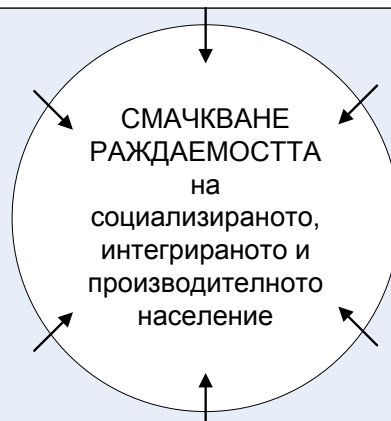 СМАЧКВАНЕ
РАЖДАЕМОСТТА
на
социализираното,
интегрираното и
производителното
население